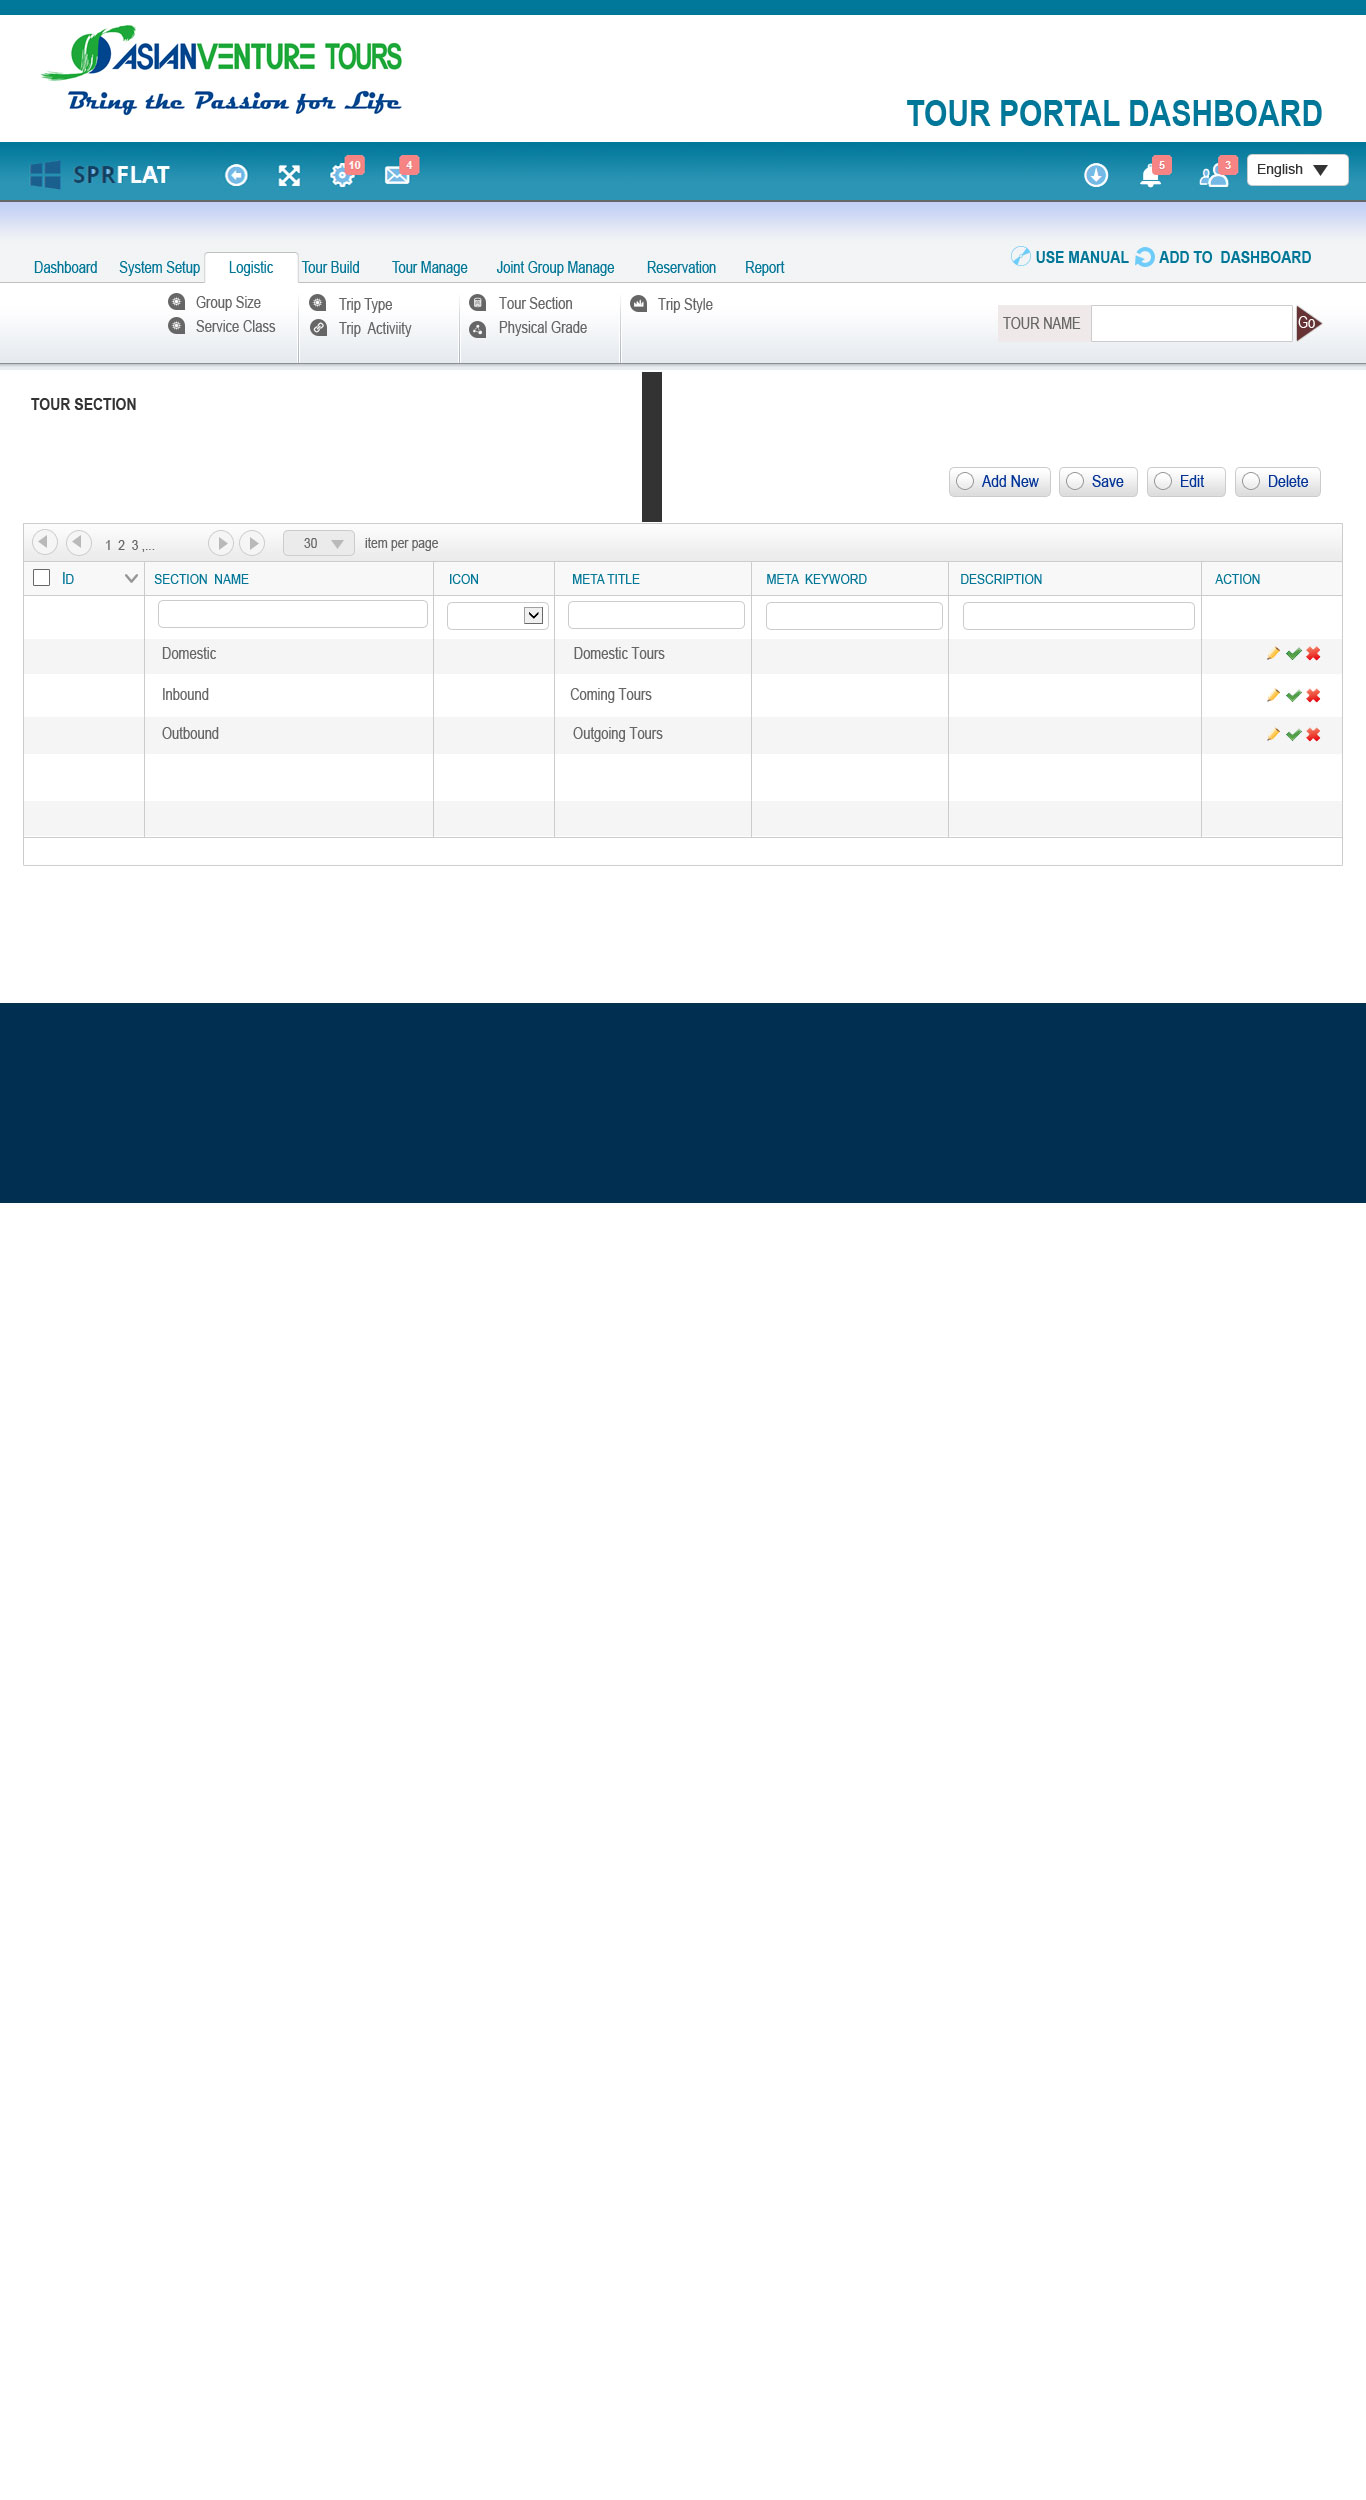 ASIANVENTURE TOURS
Bring the Passion for Life
TOUR PORTAL DASHBOARD
SPRFLAT
10
4
5
3
English
USE MANUAL ADD TO DASHBOARD
Dashboard System Setup Logistic Tour Build Tour Manage Joint Group Manage Reservation Report
Group Size Trip Type Tour Section Trip Style
Service Class Trip Activiity Physical Grade
TOUR NAME Go
TOUR SECTION
Add New Save Edit Delete
1 2 3 ,... 30 item per page
ID SECTION NAME ICON META TITLE META KEYWORD DESCRIPTION ACTION
Domestic Domestic Tours
Inbound Coming Tours
Outbound Outgoing Tours